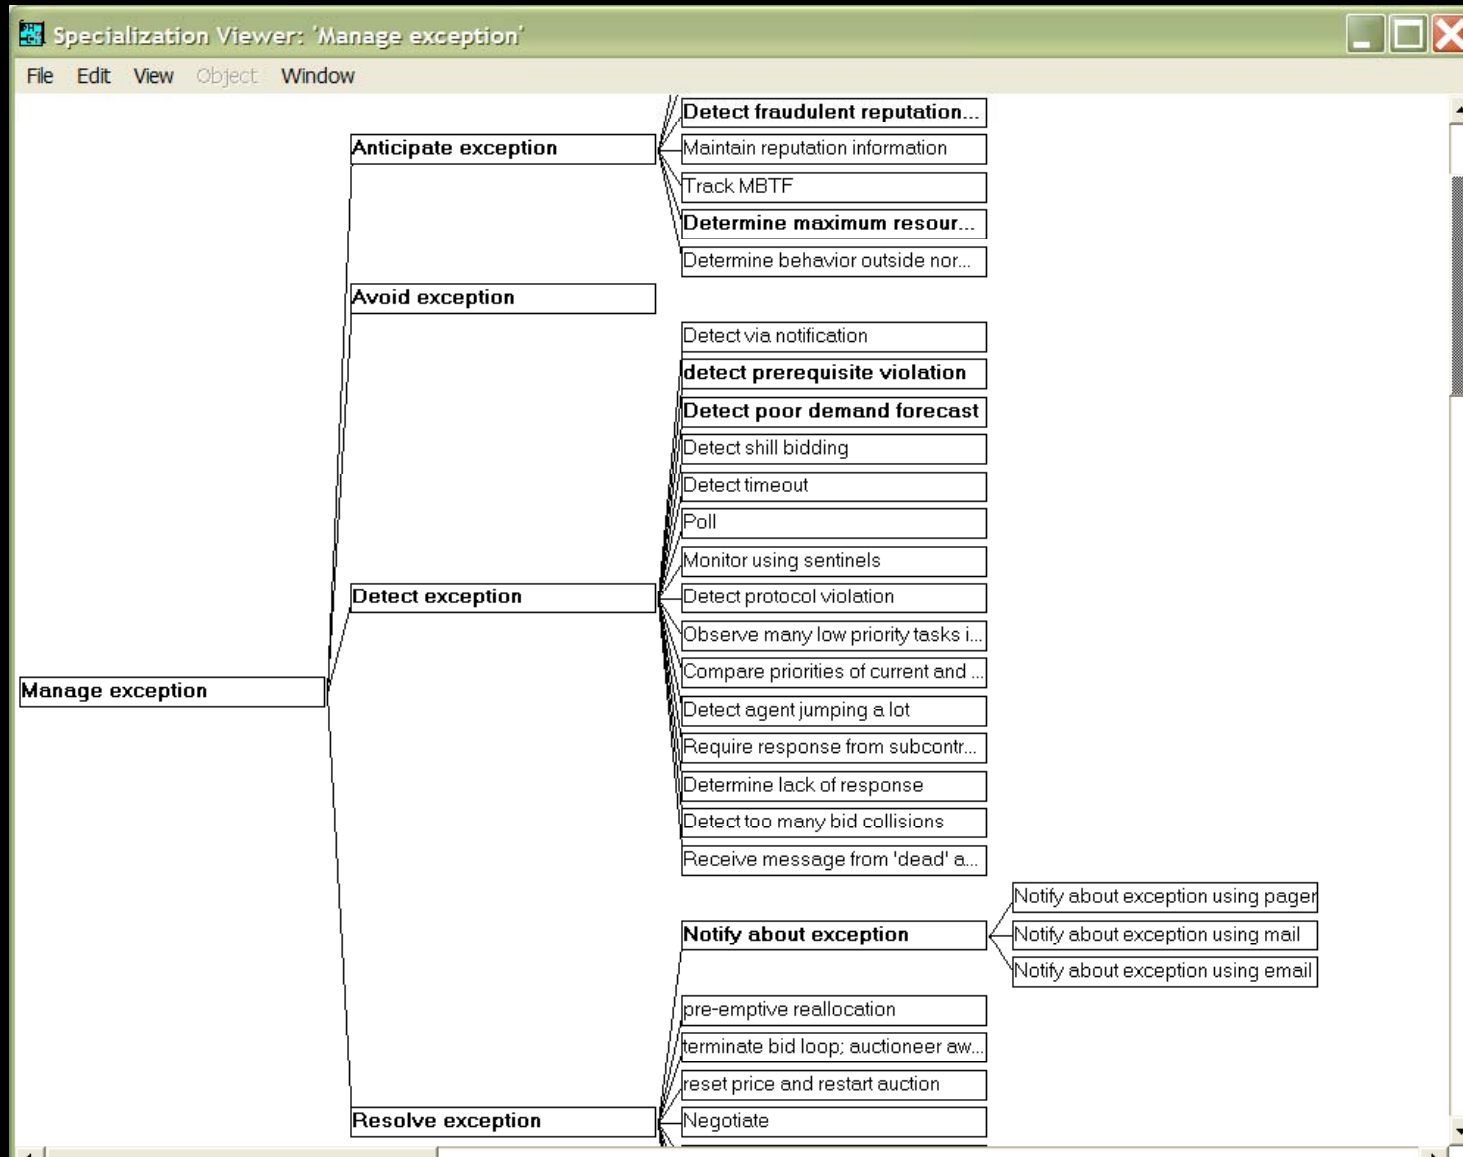 Specialization Viewer: 'Manage exception'
File Edit View Object Window
Detect fraudulent reputation...
Anticipate exception
Maintain reputation information
Track MBTF
Determine maximum resour...
Determine behavior outside nor...
Avoid exception
Detect via notification
detect prerequisite violation
Detect poor demand forecast
Detect shill bidding
Detect timeout
Poll
Monitor using sentinels
Detect exception
Detect protocol violation
Observe many low priority tasks i...
Compare priorities of current and ...
Manage exception
Detect agent jumping a lot
Require response from subcontr...
Determine lack of response
Detect too many bid collisions
Receive message from 'dead' a...
Notify about exception using pager
Notify about exception
Notify about exception using mail
Notify about exception using email
pre-emptive reallocation
terminate bid loop; auctioneer aw...
reset price and restart auction
Resolve exception
Negotiate